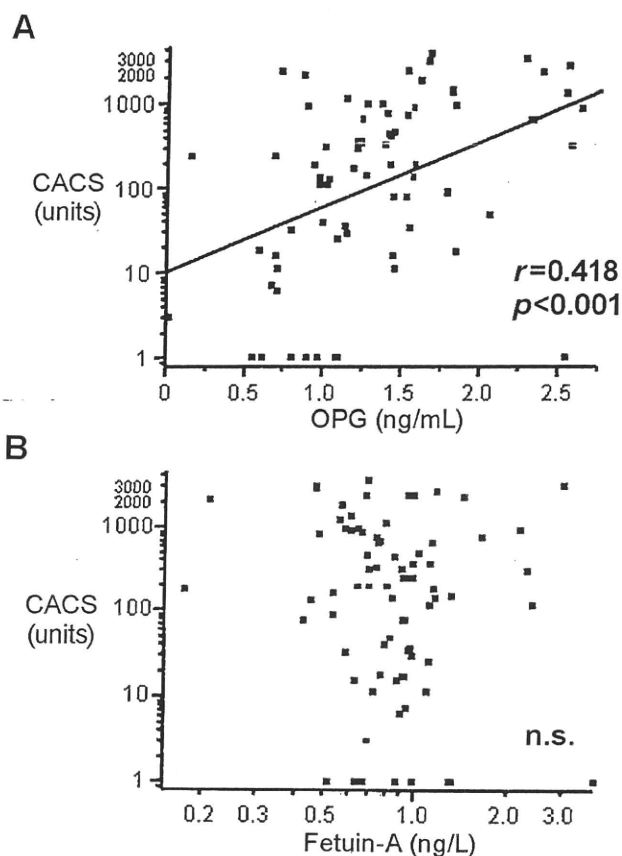 A
3000
2000
1000
CACS
(units)
100
10
1
r=0.418
p<0.001
0 0.5 1.0 1.5 2.0 2.5
OPG (ng/mL)
B
3000
2000
1000
CACS
(units)
100
10
1
n.s.
0.2 0.3 0.5 1.0 2.0 3.0
Fetuin-A (ng/L)